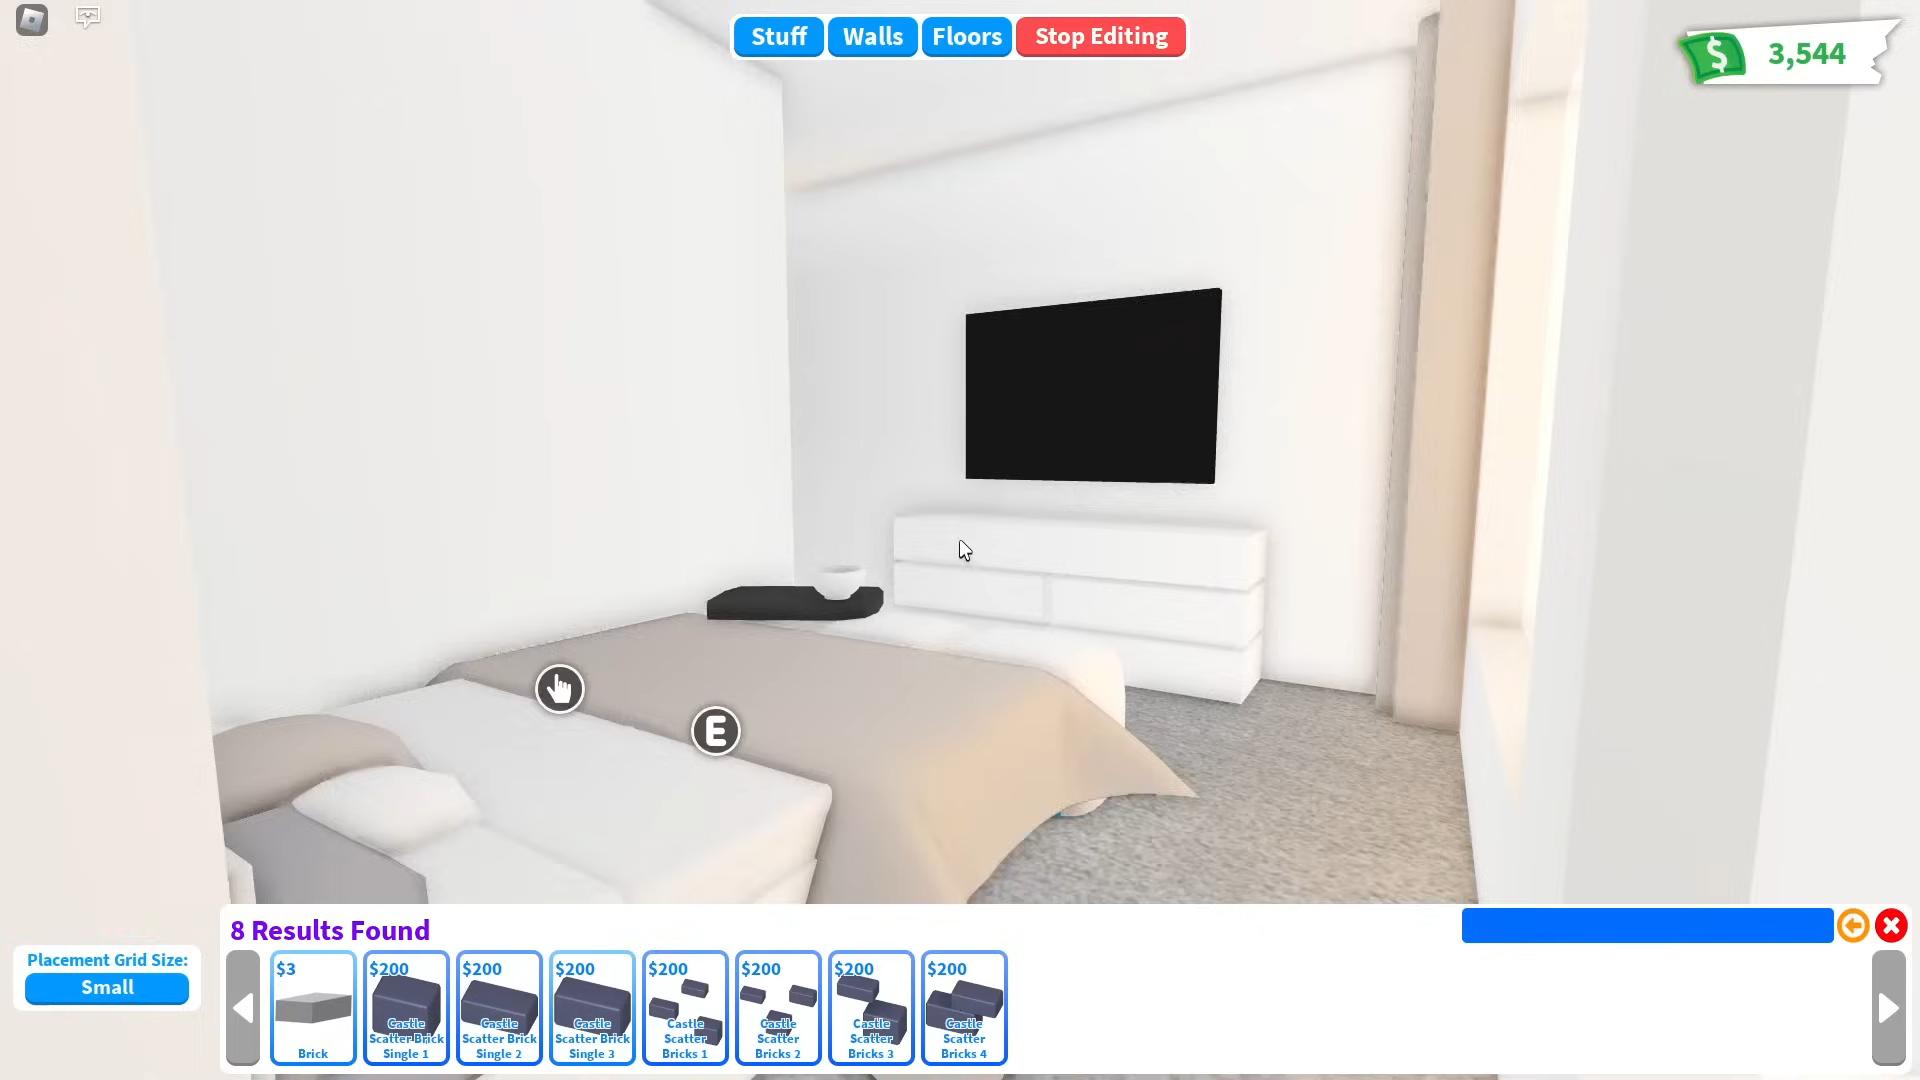 Stuff
Walls
Floors
Stop Editing
$
3,544
E
8 Results Found
Placement Grid Size:
Small
$3
Brick
$200
Castle
Scatter Brick
Single 1
$200
Castle
Scatter Brick
Single 2
$200
Castle
Scatter Brick
Single 3
$200
Castle
Scatter
Bricks 1
$200
Castle
Scatter
Bricks 2
$200
Castle
Scatter
Bricks 3
$200
Castle
Scatter
Bricks 4